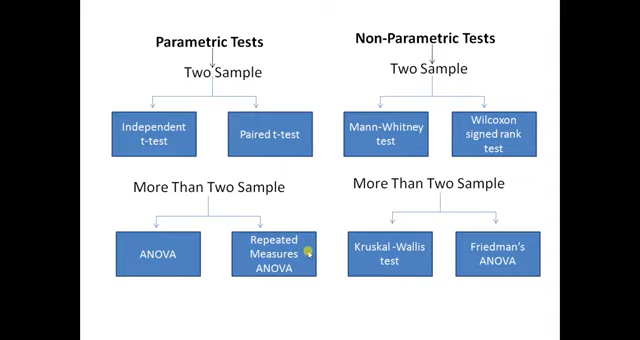 Parametric Tests
Two Sample
Independent
t-test
Paired t-test
More Than Two Sample
ANOVA
Repeated
Measures
ANOVA
Non-Parametric Tests
Two Sample
Mann-Whitney
test
Wilcoxon
signed rank
test
More Than Two Sample
Kruskal -Wallis
test
Friedman's
ANOVA